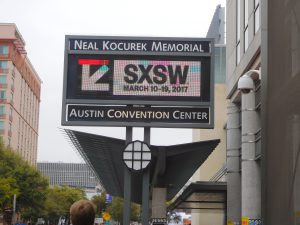 NEAL KOCUREK MEMORIAL
SXSW
MARCH 10-19, 2017
AUSTIN CONVENTION CENTER